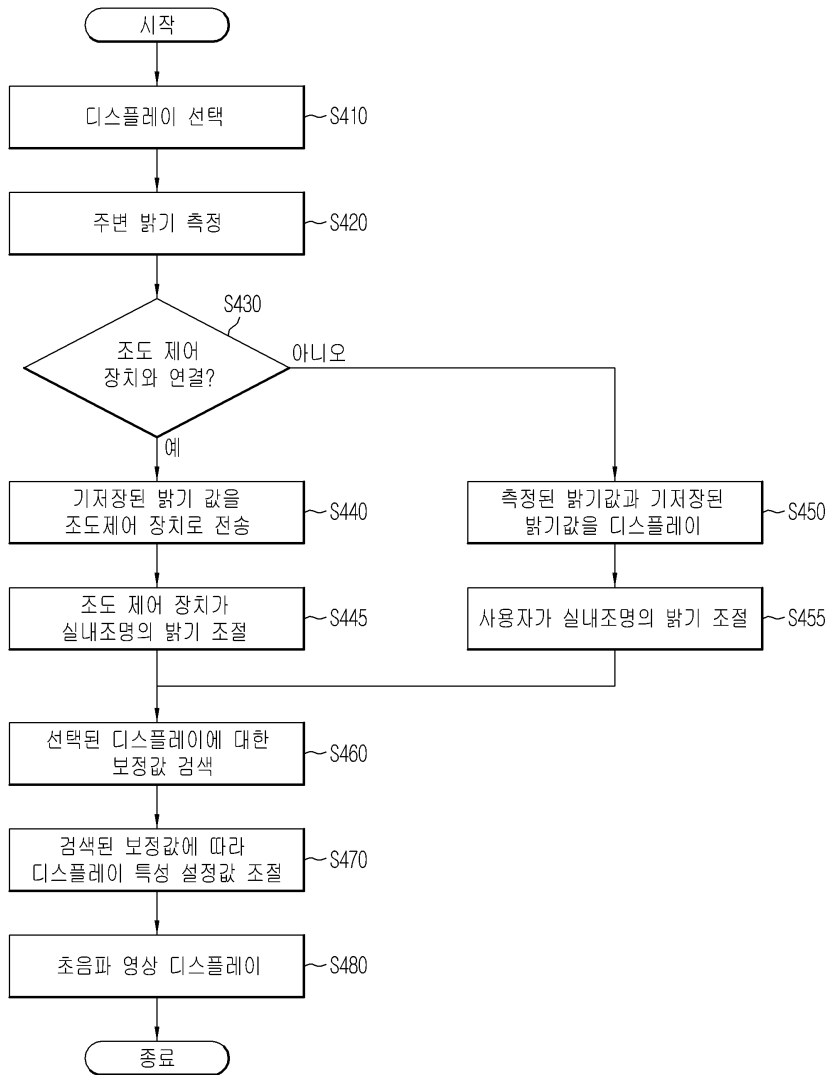 시작
디스플레이 선택
S410
주변 밝기 측정
S420
S430
조도 제어
장치와 연결?
아니오
예
기저장된 밝기 값을
조도제어 장치로 전송
S440
측정된 밝기값과 기저장된
밝기값을 디스플레이
S450
조도 제어 장치가
실내조명의 밝기 조절
S445
사용자가 실내조명의 밝기 조절
S455
선택된 디스플레이에 대한
보정값 검색
S460
검색된 보정값에 따라
디스플레이 특성 설정값 조절
S470
초음파 영상 디스플레이
S480
종료